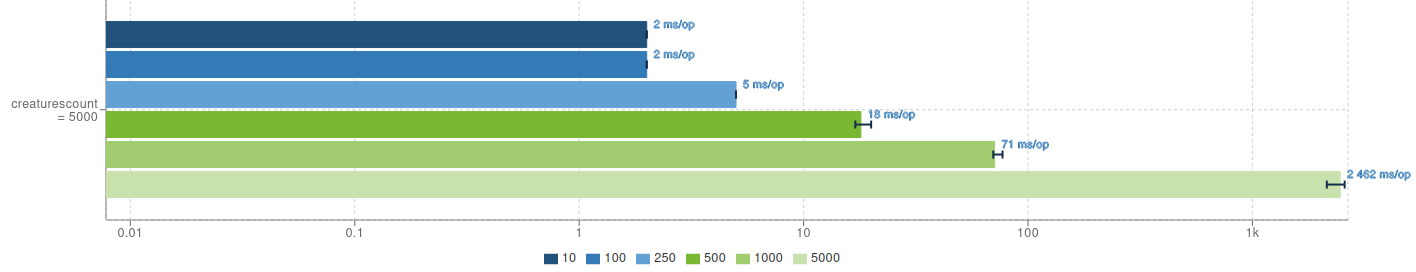 2 ms/op
2 ms/op
5 ms/op
creaturescount
= 5000
18 ms/op
71 ms/op
2 462 ms/op
0.01 0.1 1 10 100 1k
10 100 250 500 1000 5000